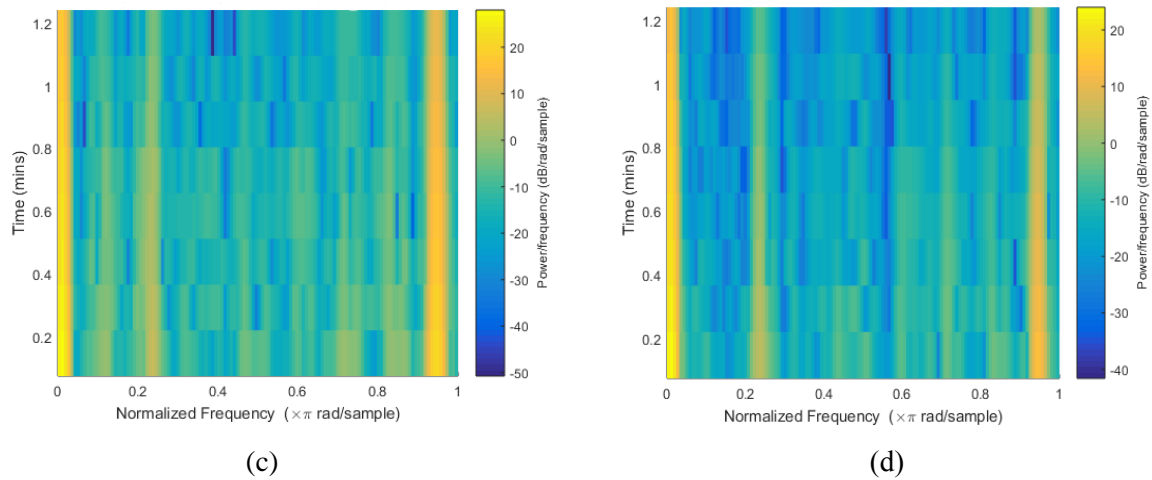 1.2
1
0.8
0.6
0.4
0.2
Time (mins)
0 0.2 0.4 0.6 0.8 1
Normalized Frequency (×π rad/sample)
20
10
0
-10
-20
-30
-40
-50
Power/frequency (dB/rad/sample)
(c)
1.2
1
0.8
0.6
0.4
0.2
Time (mins)
0 0.2 0.4 0.6 0.8 1
Normalized Frequency (×π rad/sample)
20
10
0
-10
-20
-30
-40
Power/frequency (dB/rad/sample)
(d)